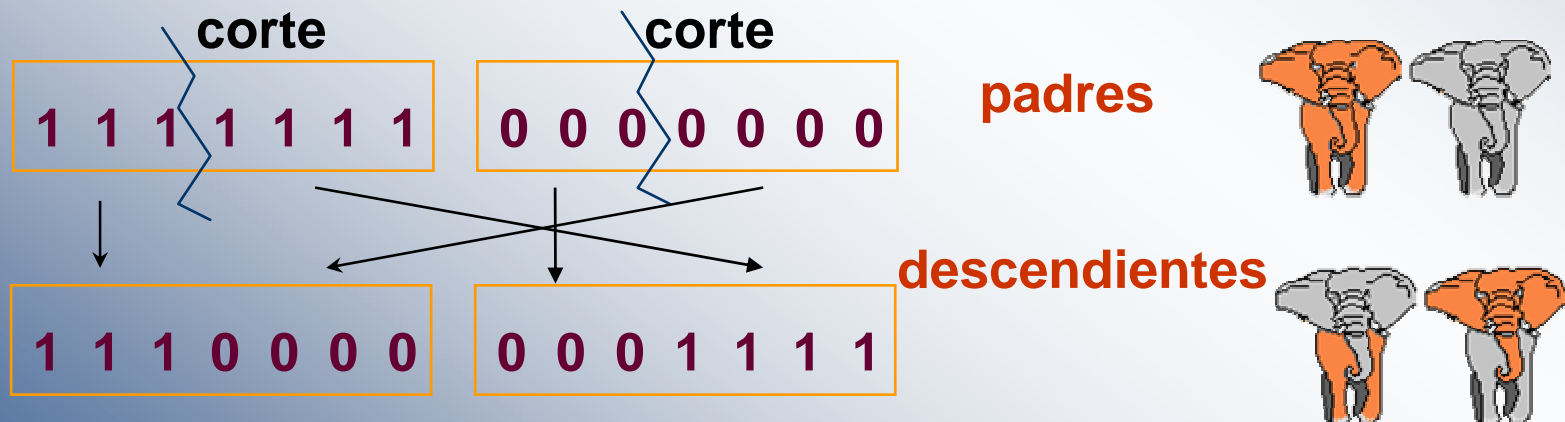 corte corte
1 1 1 1 1 1 1 0 0 0 0 0 0 0
padres
descendientes
1 1 1 0 0 0 0 0 0 0 1 1 1 1